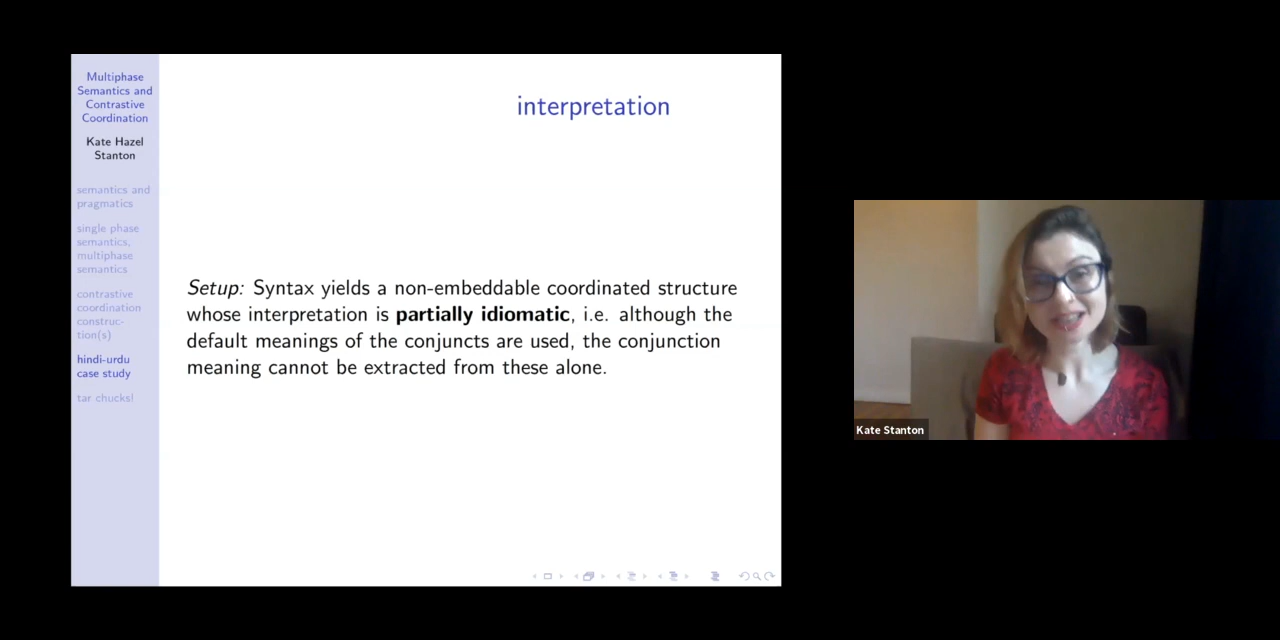 Multiphase
Semantics and
Contrastive
Coordination
Kate Hazel
Stanton
semantics and
pragmatics
single phase
semantics,
multiphase
semantics
contrastive
coordination
construc-
tion(s)
hindi-urdu
case study
tar chucks!
interpretation
Setup: Syntax yields a non-embeddable coordinated structure
whose interpretation is partially idiomatic, i.e. although the
default meanings of the conjuncts are used, the conjunction
meaning cannot be extracted from these alone.
Kate Stanton